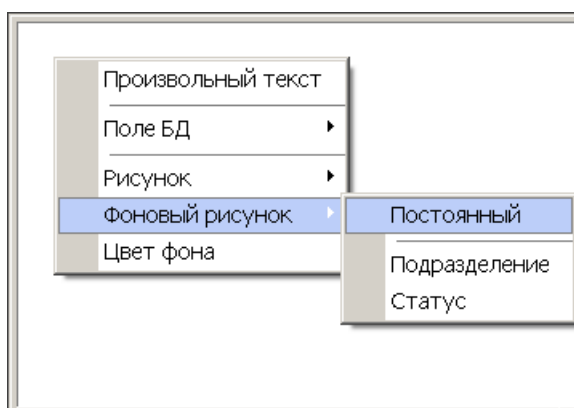 Произвольный текст
Поле БД
Рисунок
Фоновый рисунок
Цвет фона
Постоянный
Подразделение
Статус